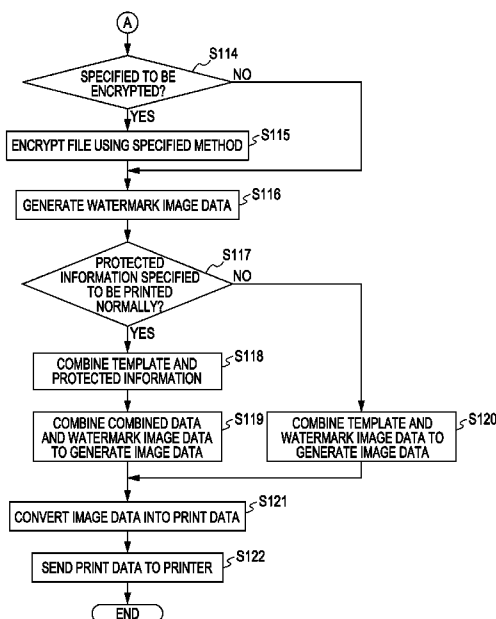 A
S114
SPECIFIED TO BE
ENCRYPTED?
NO
YES
S115
ENCRYPT FILE USING SPECIFIED METHOD
S116
GENERATE WATERMARK IMAGE DATA
S117
PROTECTED
INFORMATION SPECIFIED
TO BE PRINTED
NORMALLY?
NO
YES
S118
COMBINE TEMPLATE AND
PROTECTED INFORMATION
S119
COMBINE COMBINED DATA
AND WATERMARK IMAGE DATA
TO GENERATE IMAGE DATA
S120
COMBINE TEMPLATE AND
WATERMARK IMAGE DATA TO
GENERATE IMAGE DATA
S121
CONVERT IMAGE DATA INTO PRINT DATA
S122
SEND PRINT DATA TO PRINTER
END